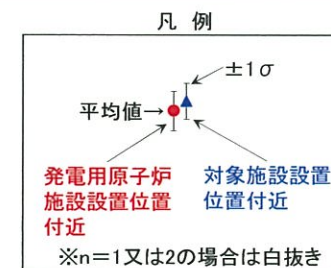 凡 例
±1σ
平均値→
発電用原子炉
施設設置位置
付近
対象施設設置
位置付近
※n=1又は2の場合は白抜き